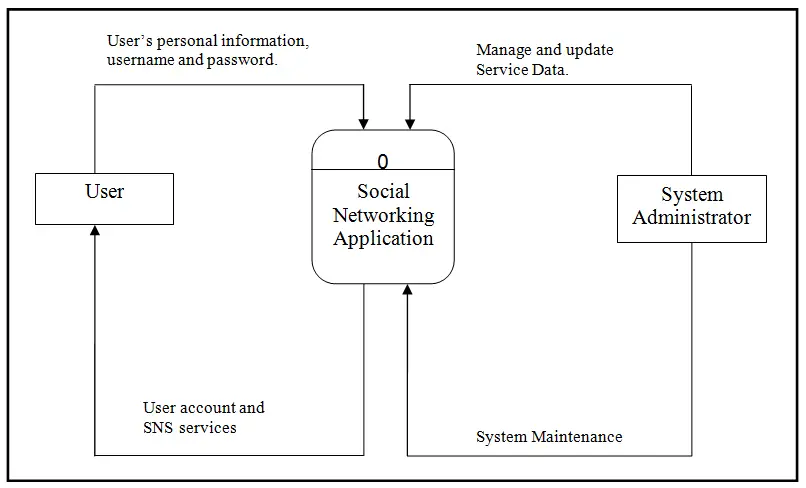 User’s personal information,
username and password.
Manage and update
Service Data.
0
User
Social
Networking
Application
System
Administrator
User account and
SNS services
System Maintenance